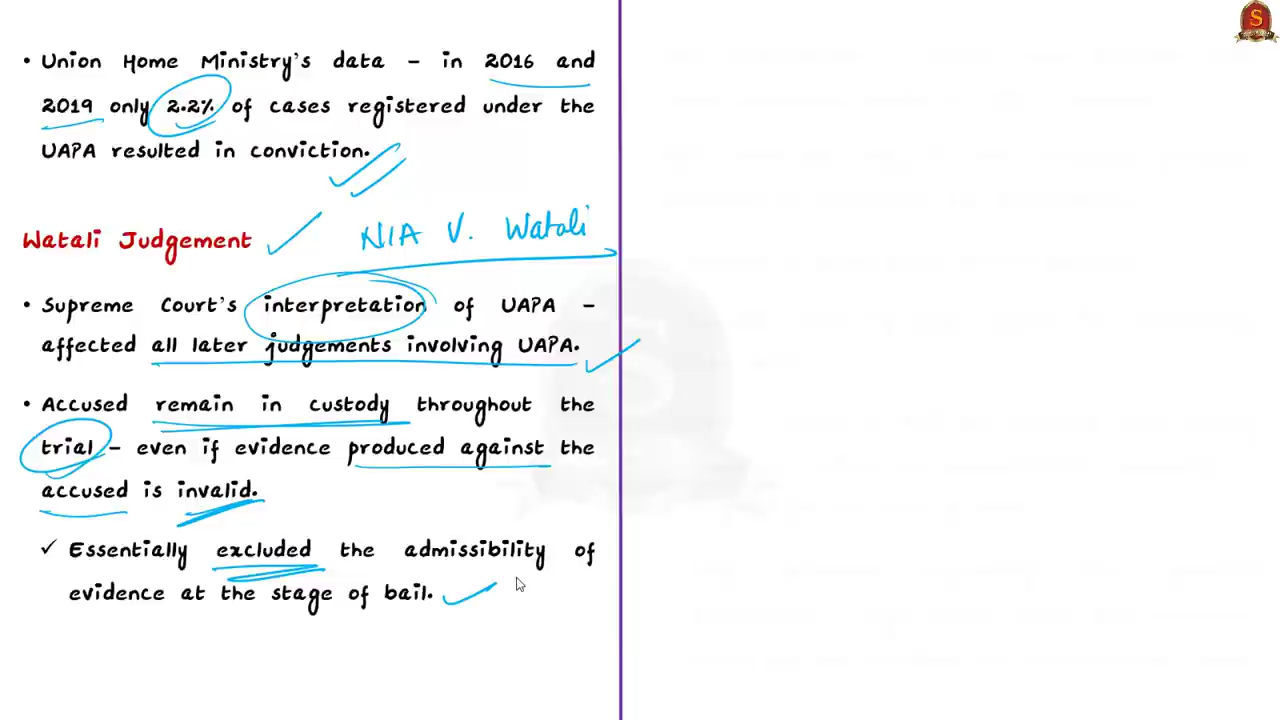 • Union Home Ministry's data – in 2016 and
2019 only 2.2% of cases registered under the
UAPA resulted in conviction.
Watali Judgement
NIA V. Watali
• Supreme Court's interpretation of UAPA –
affected all later judgements involving UAPA.
• Accused remain in custody throughout the
trial – even if evidence produced against the
accused is invalid.
✓ Essentially excluded the admissibility of
evidence at the stage of bail.
S